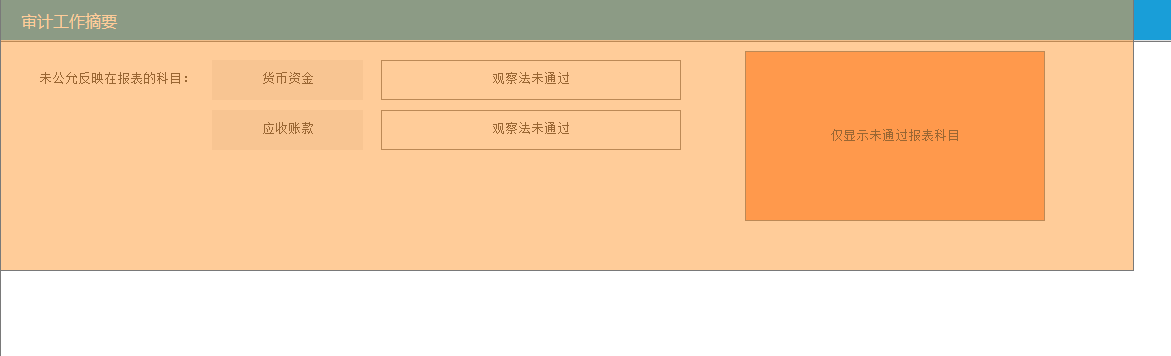 审计工作摘要
未公允反映在报表的科目： 货币资金 观察法未通过
应收账款 观察法未通过
仅显示未通过报表科目